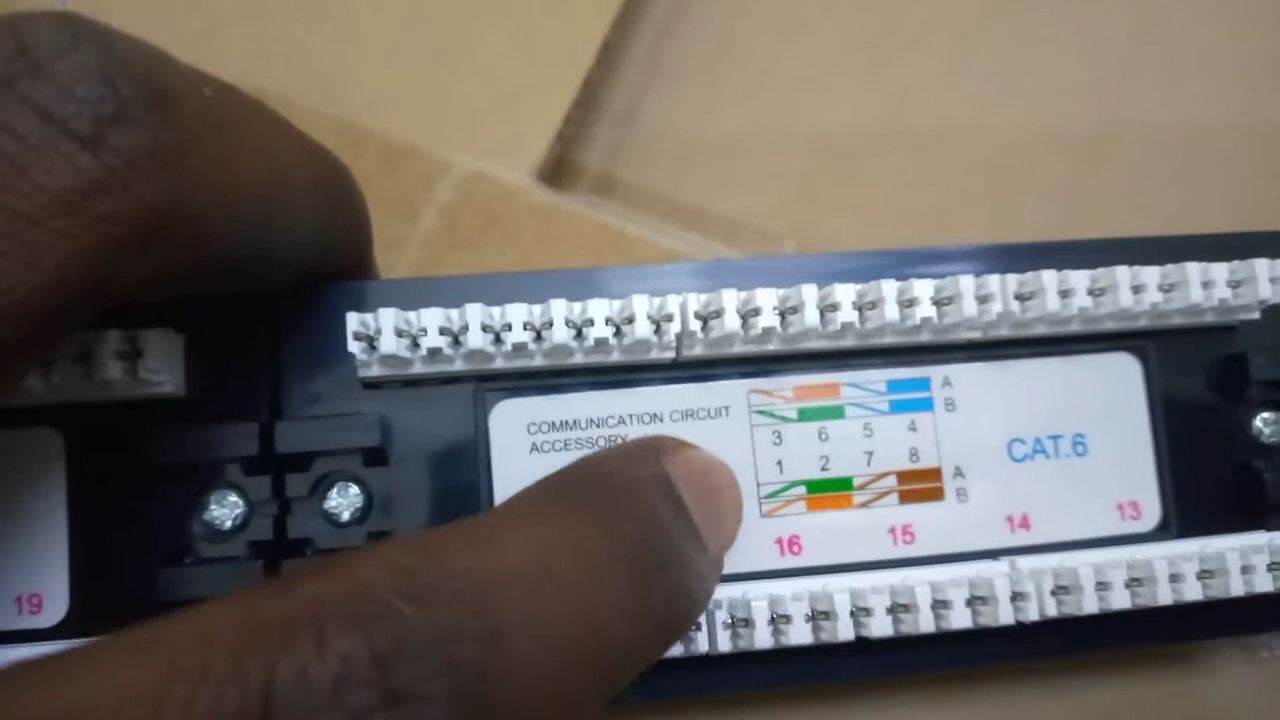 COMMUNICATION CIRCUIT
ACCESSORY
A
B
3 6 5 4
1 2 7 8
A
B
CAT.6
16 15 14 13
19